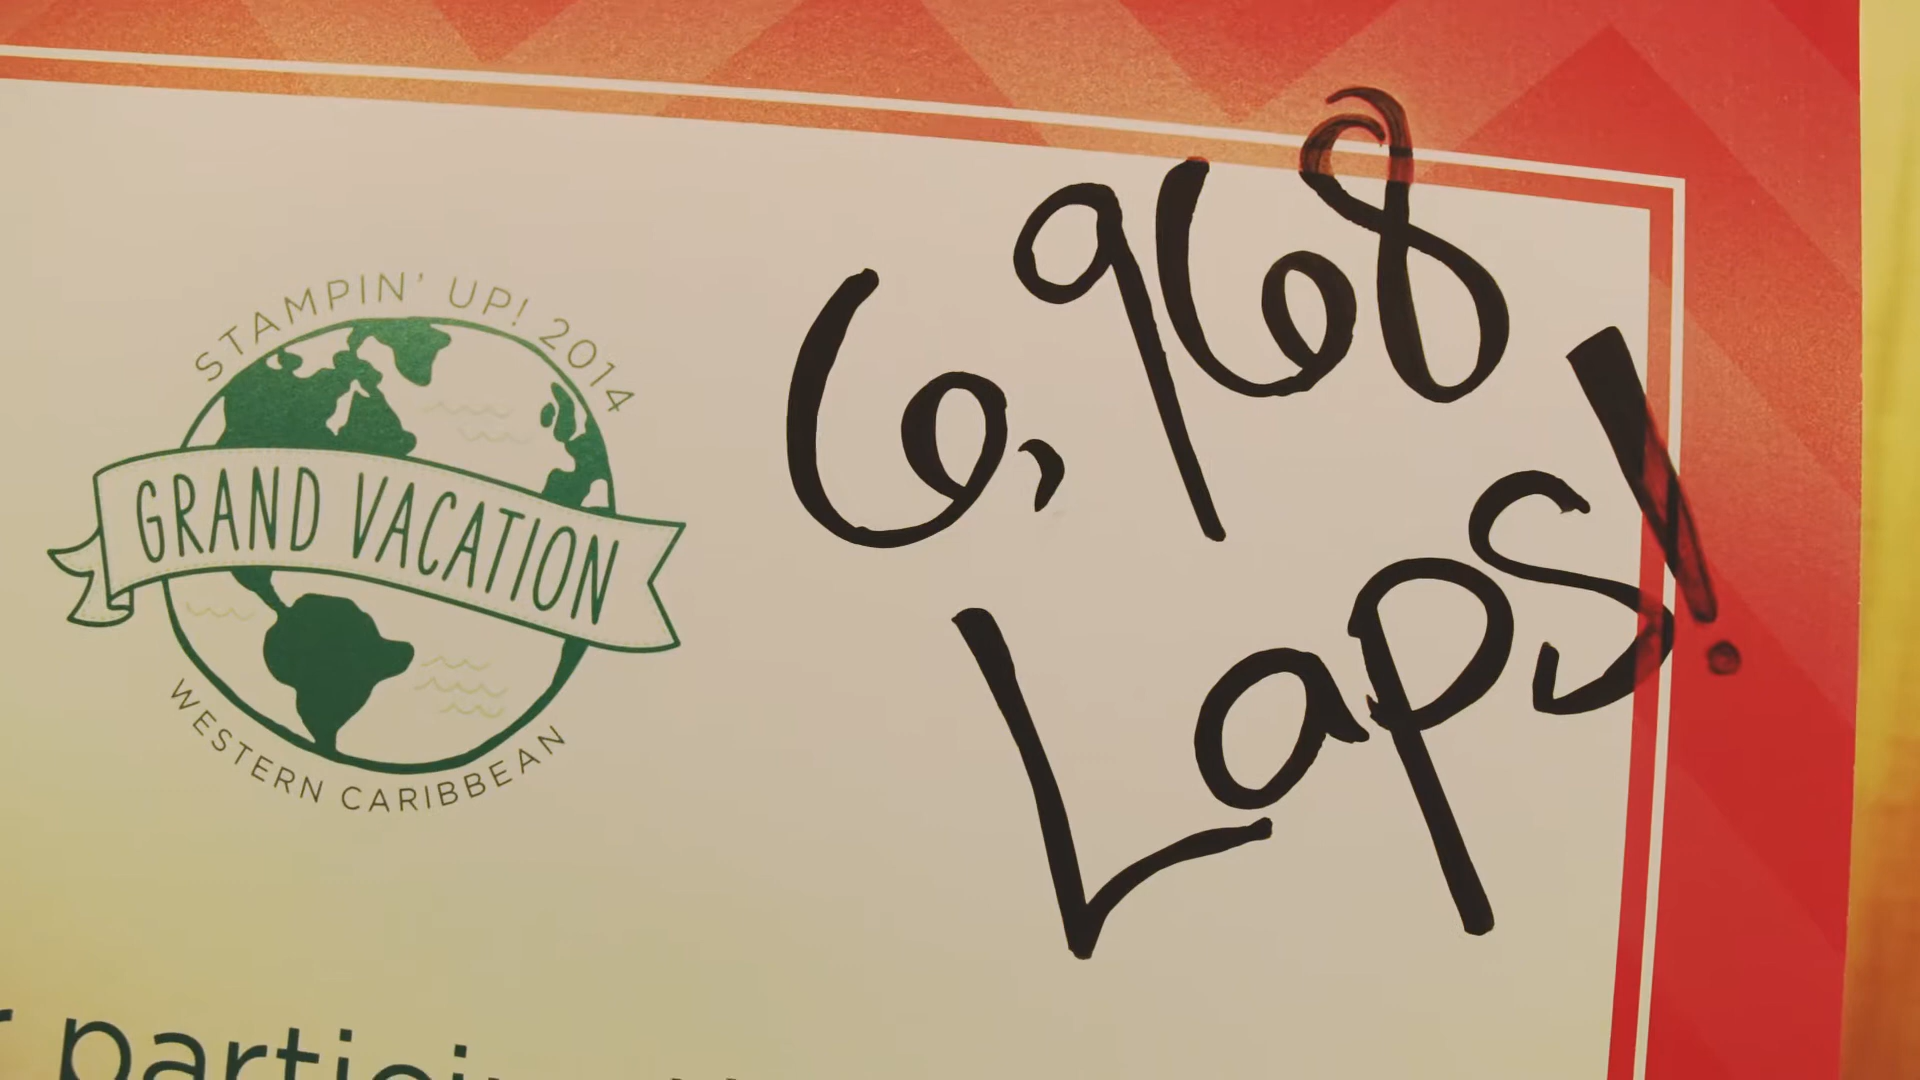 STAMPIN' UP! 2014
GRAND VACATION
WESTERN CARIBBEAN
6,968
Laps!